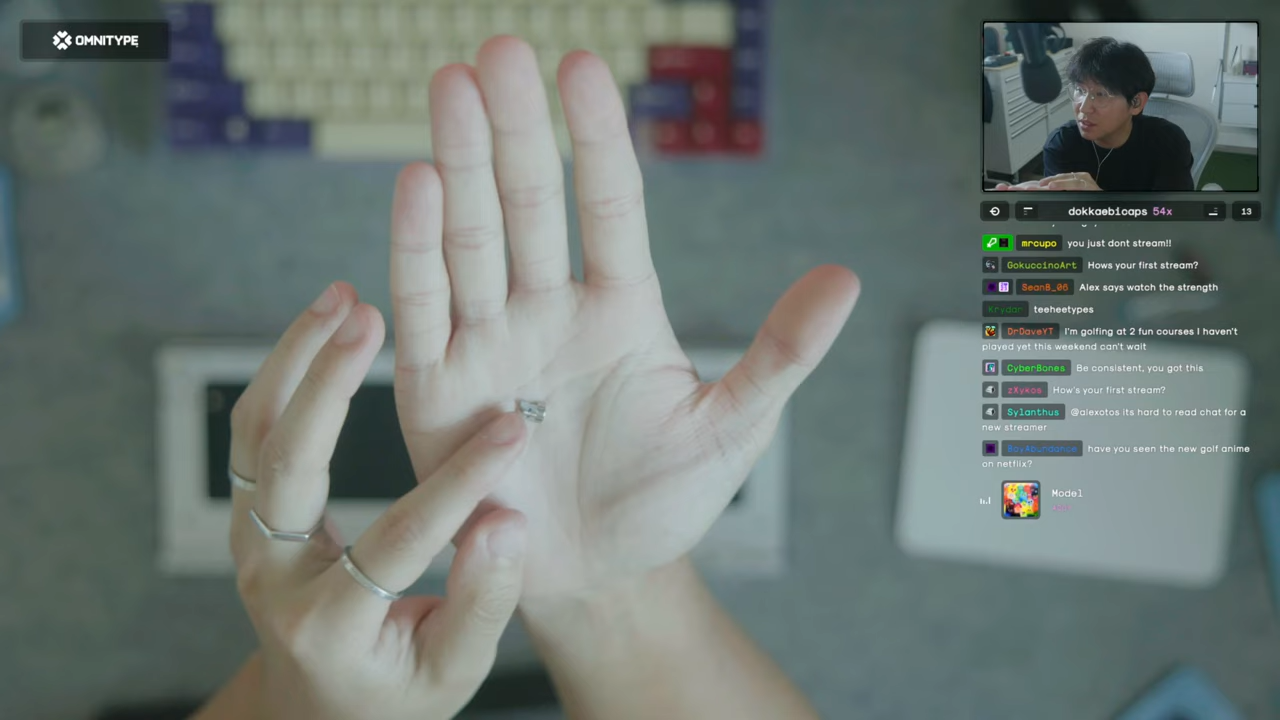 OMNITYPE
dokkaebicaps 54x
13
mrcupo you just dont stream!!
GokuccinoArt Hows your first stream?
SeanB_06 Alex says watch the strength
Krydar teeheetypes
DrDaveYT I'm golfing at 2 fun courses I haven't
played yet this weekend can't wait
CyberBones Be consistent, you got this
zXykos How's your first stream?
Sylanthus @alexotos its hard to read chat for a
new streamer
have you seen the new golf anime
on netflix?
Model